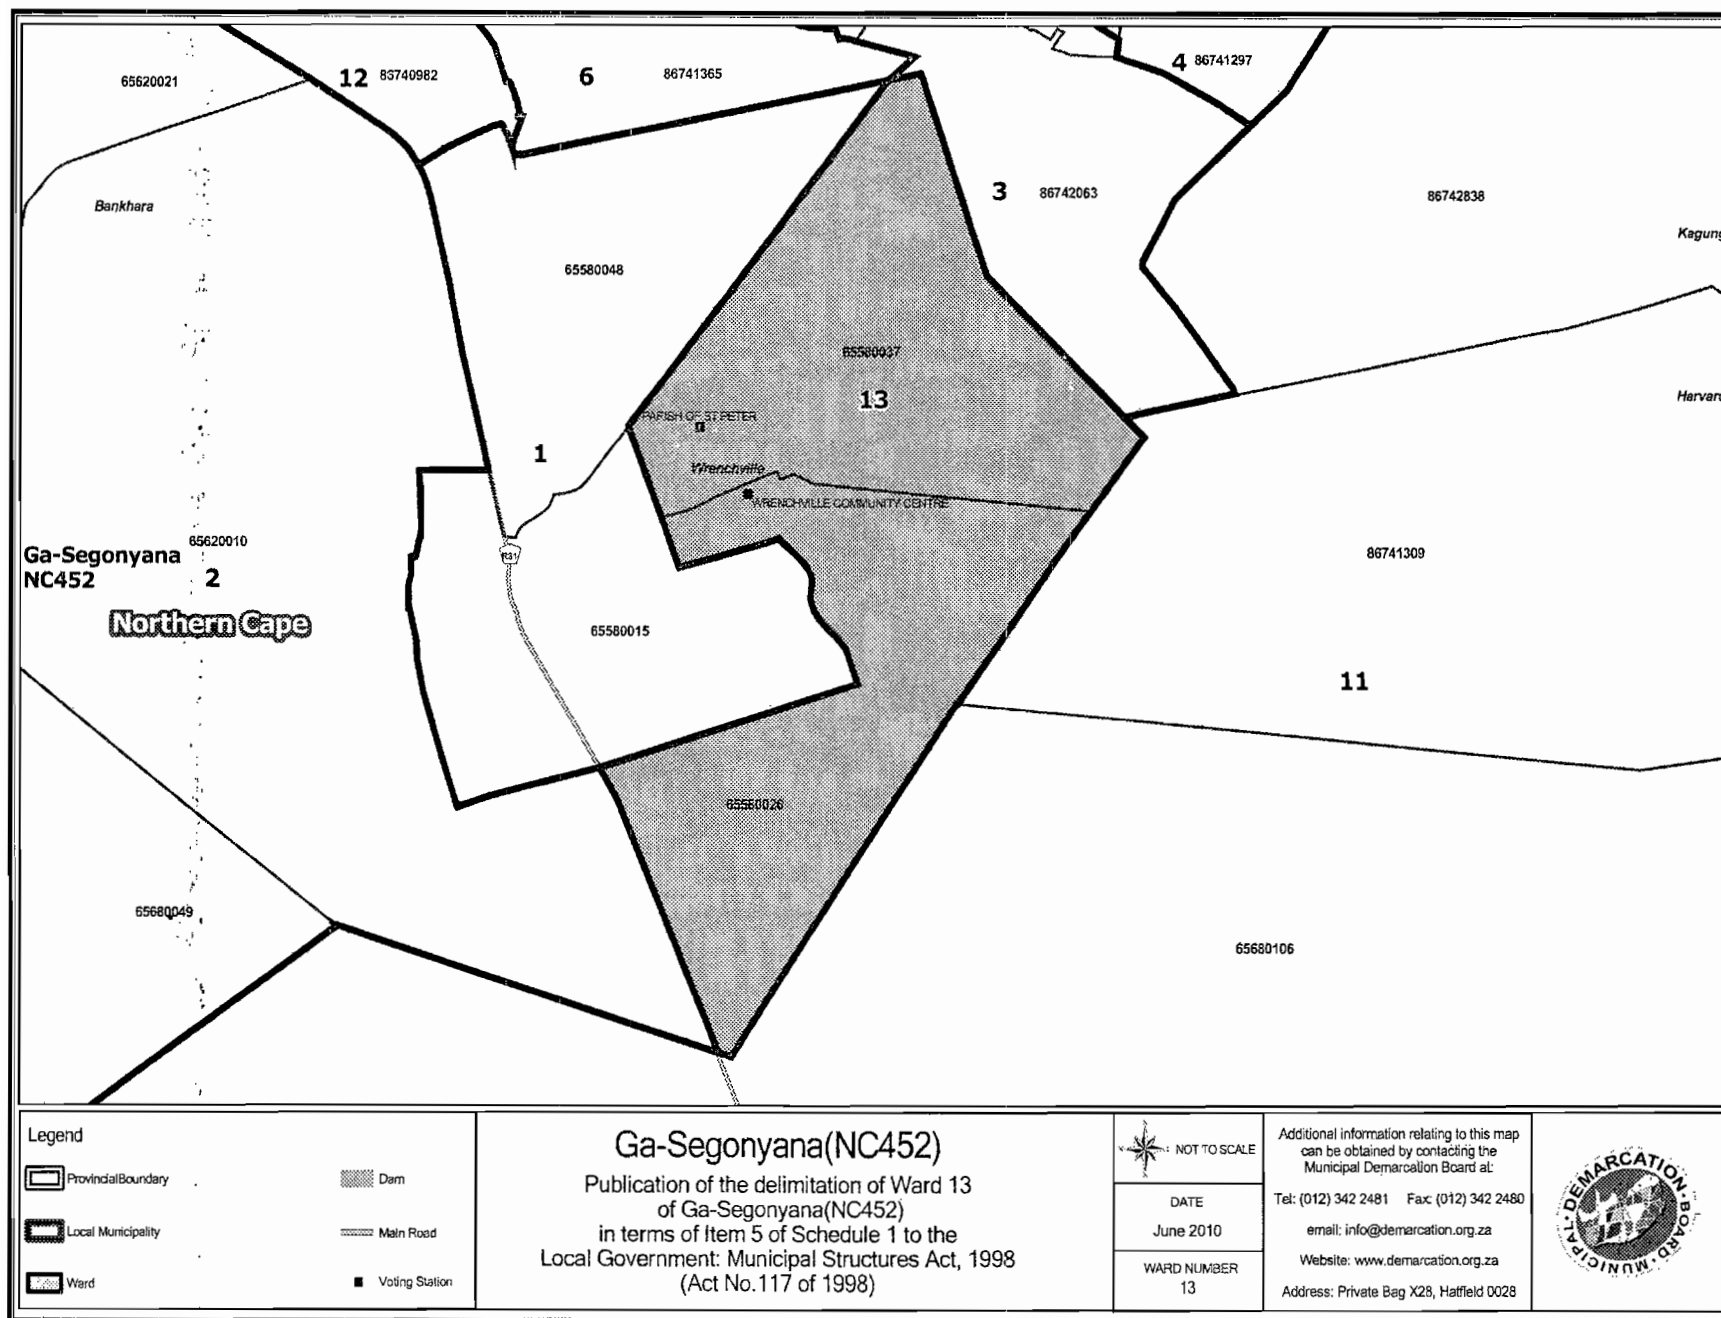 65620021
12 83740982
6
86741365
4 86741297
Bankhara
3 86742063
86742838
65580048
65580037
13
PARISH OF ST PETER
1
Wrenchville
WRENCHVILLE COMMUNITY CENTRE
R31
65620010
Ga-Segonyana
NC452
2
Northern Cape
86741309
65580015
11
65580026
65680049
65680106
Legend
Provincial Boundary
Local Municipality
Ward
Dam
Main Road
Voting Station
Ga-Segonyana(NC452)
Publication of the delimitation of Ward 13
of Ga-Segonyana(NC452)
in terms of Item 5 of Schedule 1 to the
Local Government: Municipal Structures Act, 1998
(Act No.117 of 1998)
NOT TO SCALE
DATE
June 2010
WARD NUMBER
13
Additional information relating to this map
can be obtained by contacting the
Municipal Demarcation Board at:
Tel: (012) 342 2481 Fax: (012) 342 2480
email: info@demarcation.org.za
Website: www.demarcation.org.za
Address: Private Bag X28, Hatfield 0028
MUNICIPAL • DEMARCATION • BOARD •